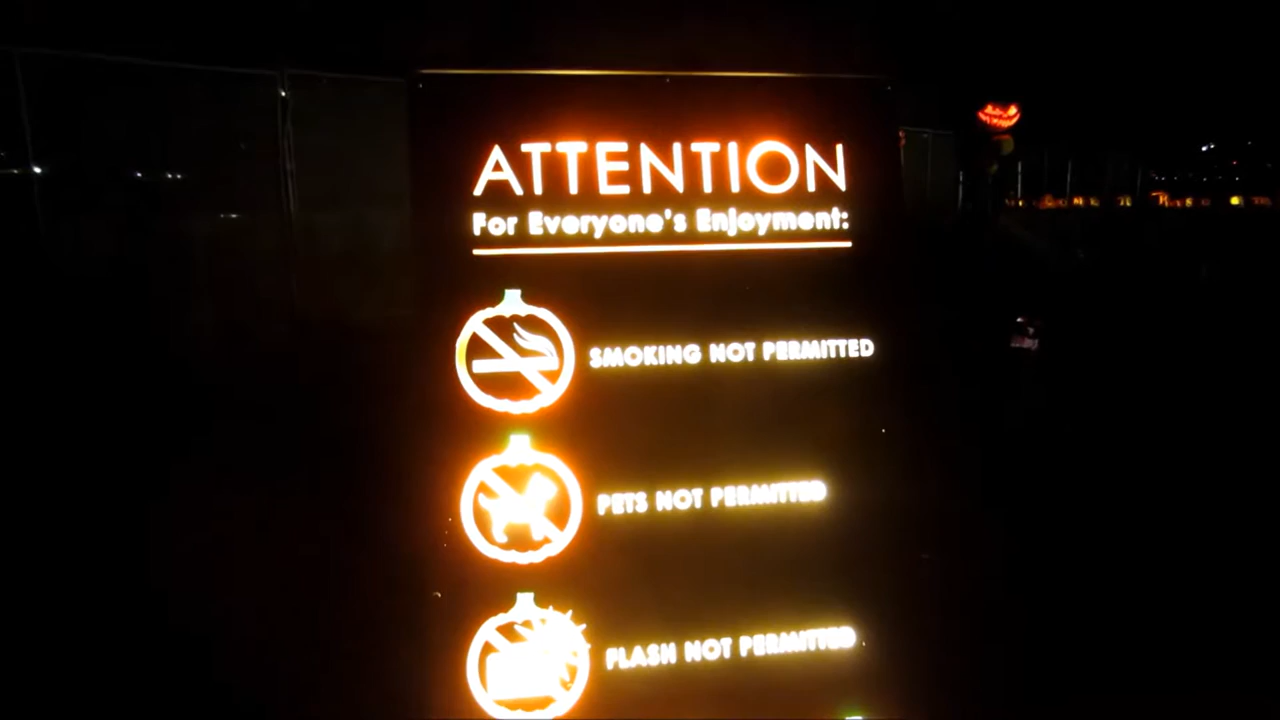 ATTENTION
For Everyone's Enjoyment:
SMOKING NOT PERMITTED
PETS NOT PERMITTED
FLASH NOT PERMITTED